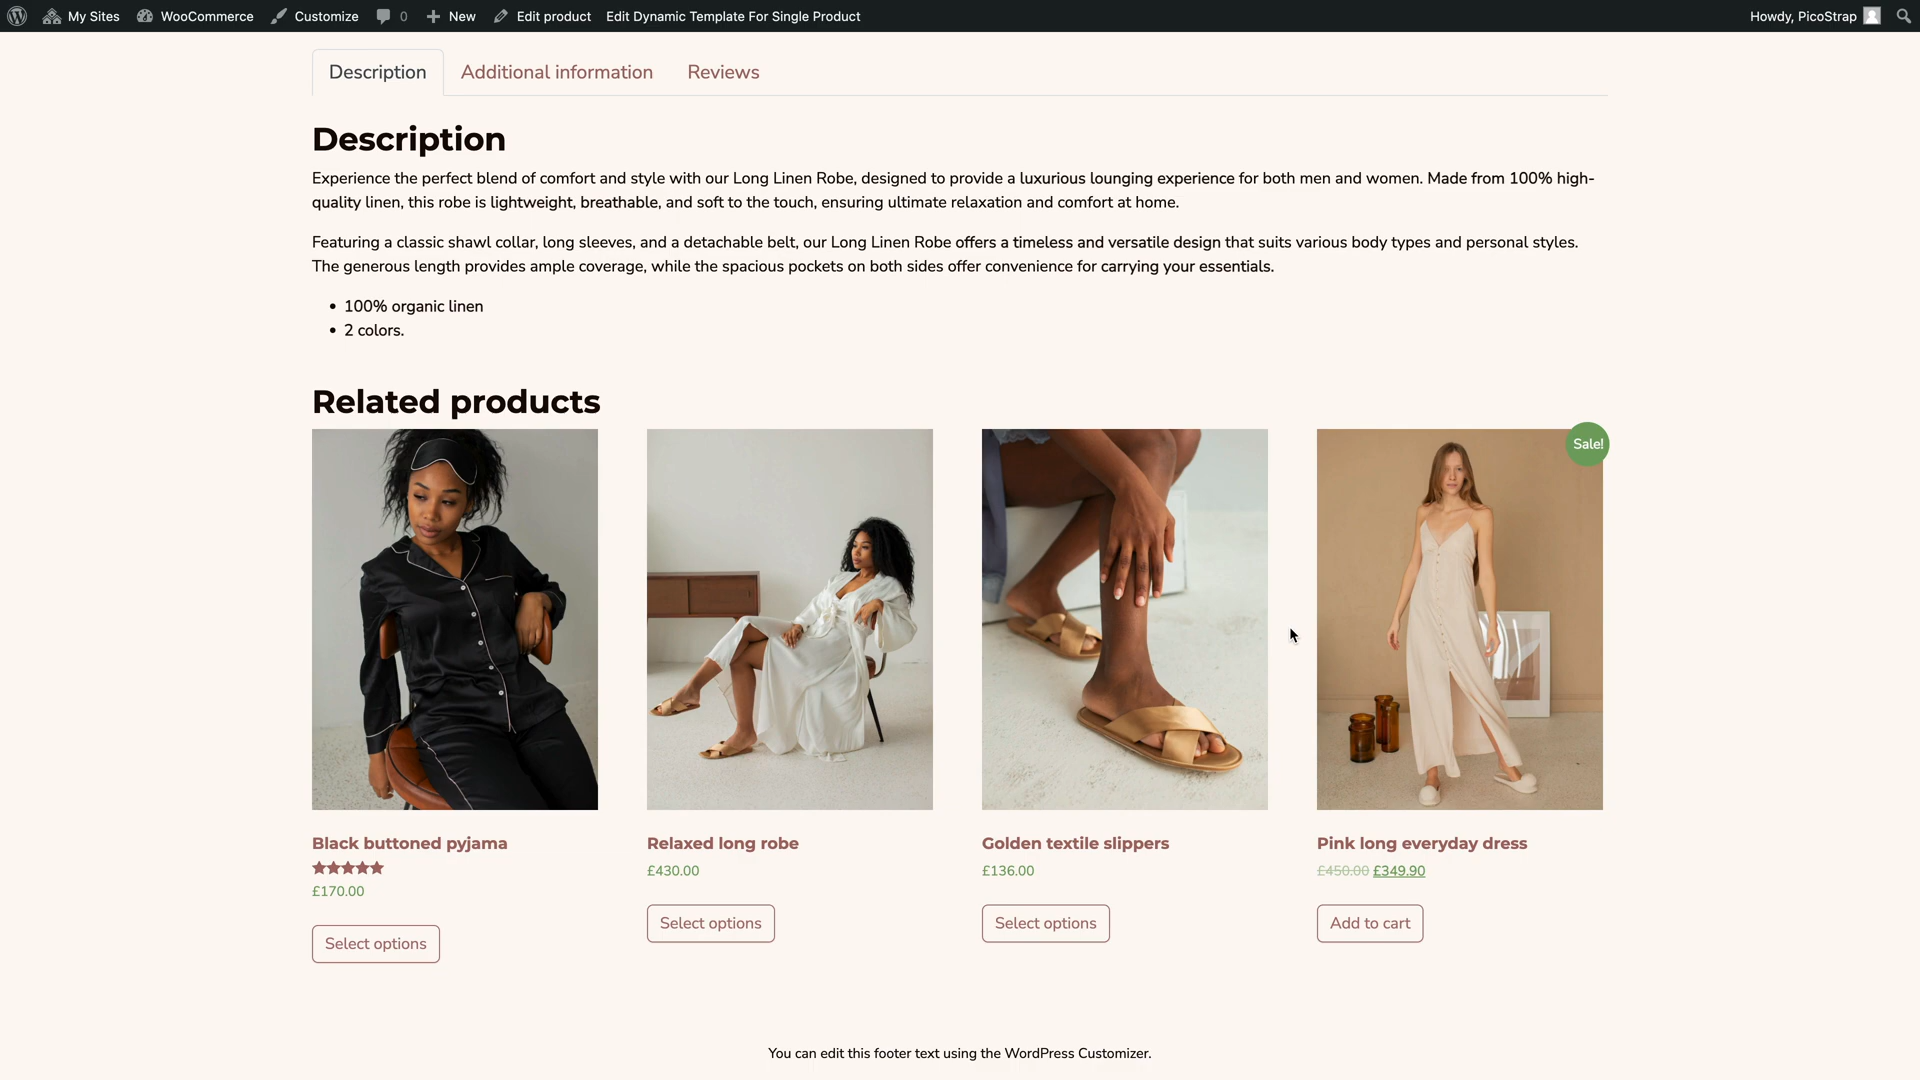 My Sites WooCommerce Customize 0 New Edit product Edit Dynamic Template For Single Product Howdy, PicoStrap
Description Additional information Reviews
Description
Experience the perfect blend of comfort and style with our Long Linen Robe, designed to provide a luxurious lounging experience for both men and women. Made from 100% high-
quality linen, this robe is lightweight, breathable, and soft to the touch, ensuring ultimate relaxation and comfort at home.
Featuring a classic shawl collar, long sleeves, and a detachable belt, our Long Linen Robe offers a timeless and versatile design that suits various body types and personal styles.
The generous length provides ample coverage, while the spacious pockets on both sides offer convenience for carrying your essentials.
• 100% organic linen
• 2 colors.
Related products
Sale!
Black buttoned pyjama
£170.00
Select options
Relaxed long robe
£430.00
Select options
Golden textile slippers
£136.00
Select options
Pink long everyday dress
£450.00 £349.90
Add to cart
You can edit this footer text using the WordPress Customizer.